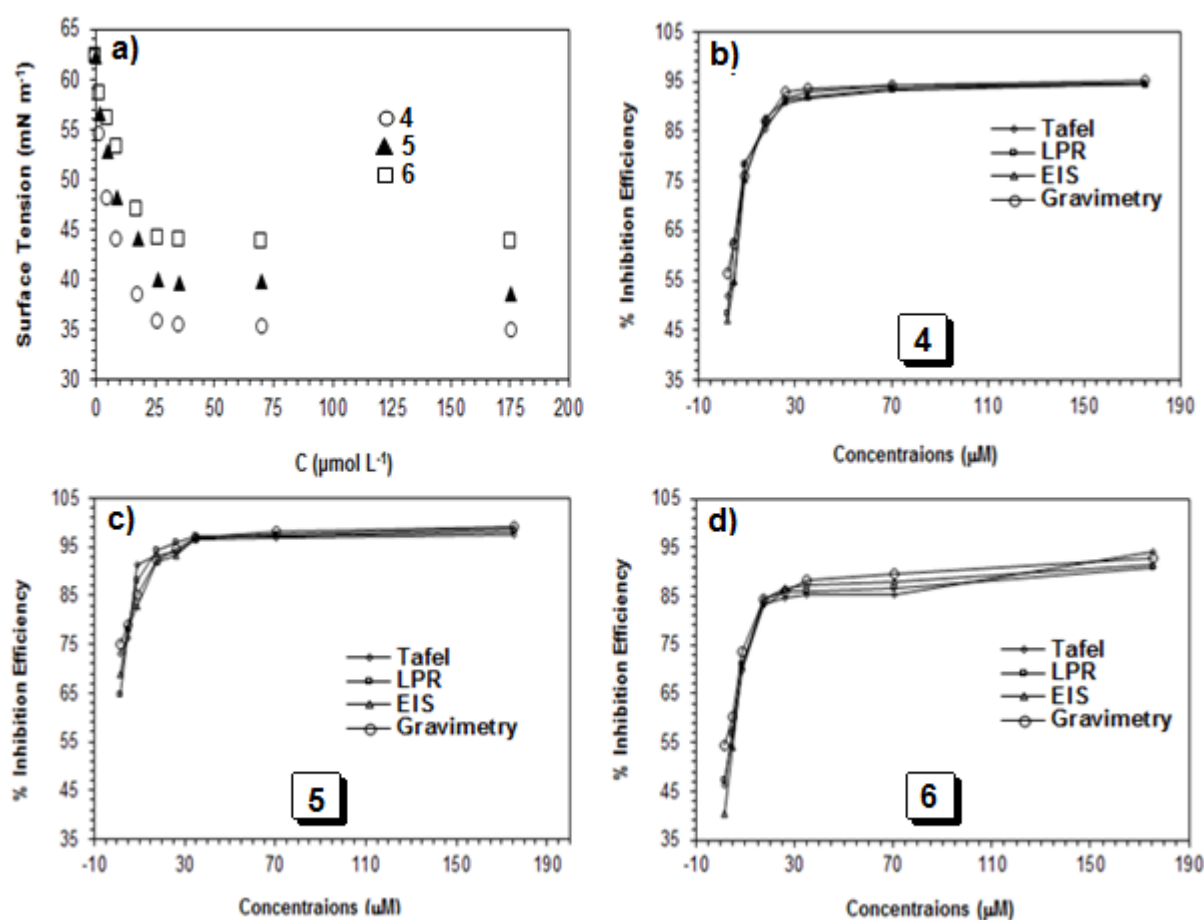 a)
Surface Tension (mN m⁻¹)
65
60
55
50
45
40
35
30
4
5
6
0 25 50 75 100 125 150 175 200
C (µmol L⁻¹)
b)
% Inhibition Efficiency
105
95
85
75
65
55
45
35
Tafel
LPR
EIS
Gravimetry
4
-10 30 70 110 150 190
Concentraions (µM)
c)
% Inhibition Efficiency
105
95
85
75
65
55
45
35
Tafel
LPR
EIS
Gravimetry
5
-10 30 70 110 150 190
Concentraions (µM)
d)
% Inhibition Efficiency
105
95
85
75
65
55
45
35
Tafel
LPR
EIS
Gravimetry
6
-10 30 70 110 150 190
Concentraions (µM)